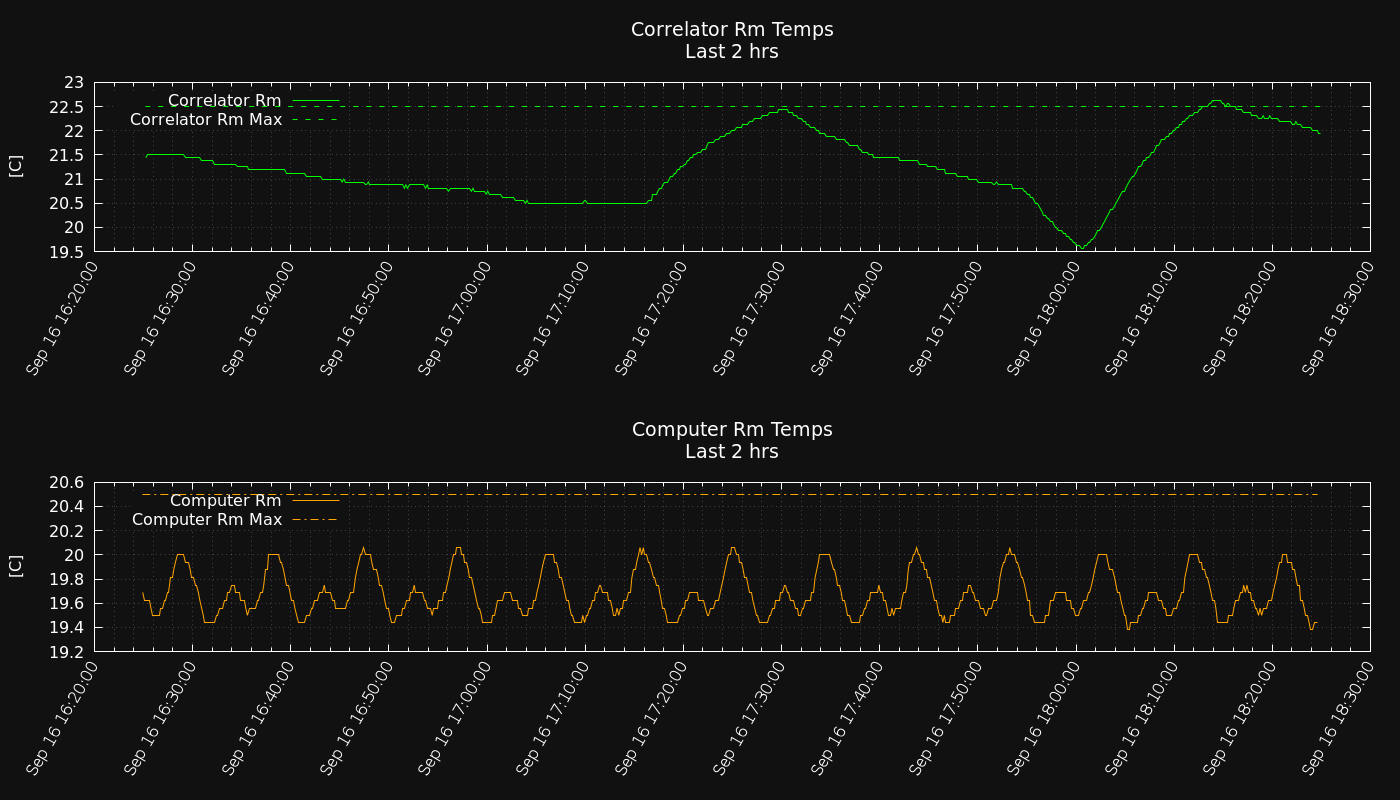 Correlator Rm Temps
Last 2 hrs
23
22.5
22
21.5
21
20.5
20
19.5
[C]
Correlator Rm
Correlator Rm Max
Sep 16 16:20:00
Sep 16 16:30:00
Sep 16 16:40:00
Sep 16 16:50:00
Sep 16 17:00:00
Sep 16 17:10:00
Sep 16 17:20:00
Sep 16 17:30:00
Sep 16 17:40:00
Sep 16 17:50:00
Sep 16 18:00:00
Sep 16 18:10:00
Sep 16 18:20:00
Sep 16 18:30:00
Computer Rm Temps
Last 2 hrs
20.6
20.4
20.2
20
19.8
19.6
19.4
19.2
[C]
Computer Rm
Computer Rm Max
Sep 16 16:20:00
Sep 16 16:30:00
Sep 16 16:40:00
Sep 16 16:50:00
Sep 16 17:00:00
Sep 16 17:10:00
Sep 16 17:20:00
Sep 16 17:30:00
Sep 16 17:40:00
Sep 16 17:50:00
Sep 16 18:00:00
Sep 16 18:10:00
Sep 16 18:20:00
Sep 16 18:30:00